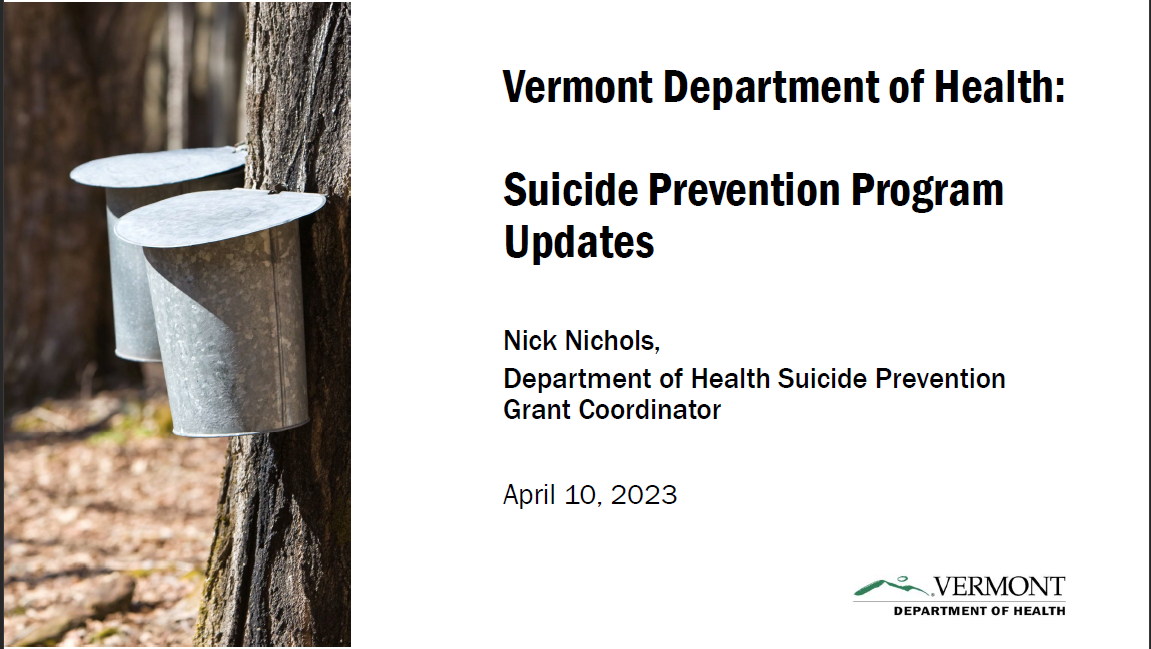 Vermont Department of Health:
Suicide Prevention Program
Updates
Nick Nichols,
Department of Health Suicide Prevention
Grant Coordinator
April 10, 2023
VERMONT
DEPARTMENT OF HEALTH